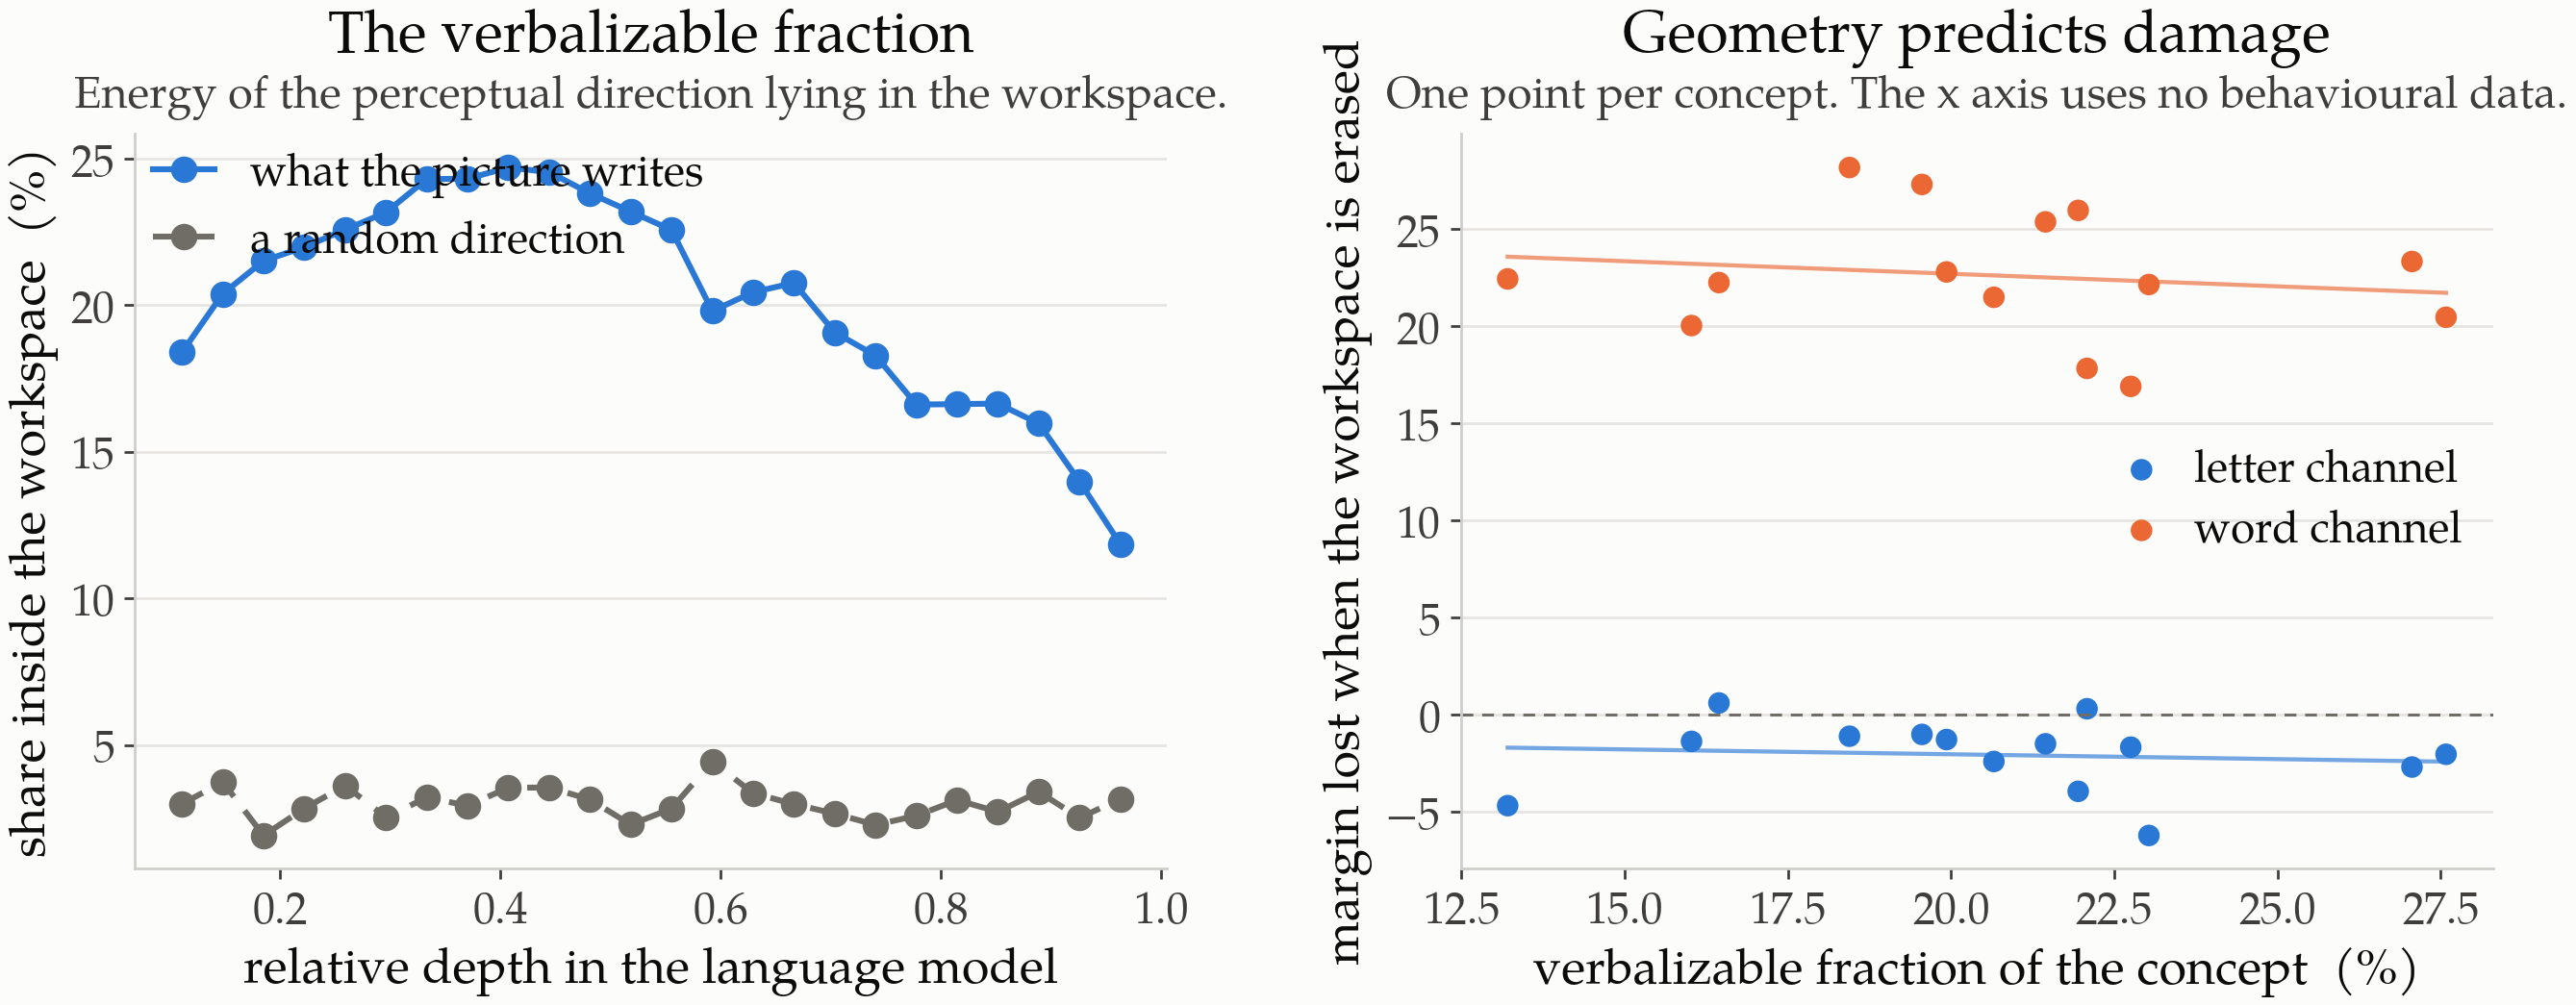 The verbalizable fraction
Energy of the perceptual direction lying in the workspace.
share inside the workspace (%)
25
20
15
10
5
what the picture writes
a random direction
0.2 0.4 0.6 0.8 1.0
relative depth in the language model
Geometry predicts damage
One point per concept. The x axis uses no behavioural data.
margin lost when the workspace is erased
25
20
15
10
5
0
−5
letter channel
word channel
12.5 15.0 17.5 20.0 22.5 25.0 27.5
verbalizable fraction of the concept (%)